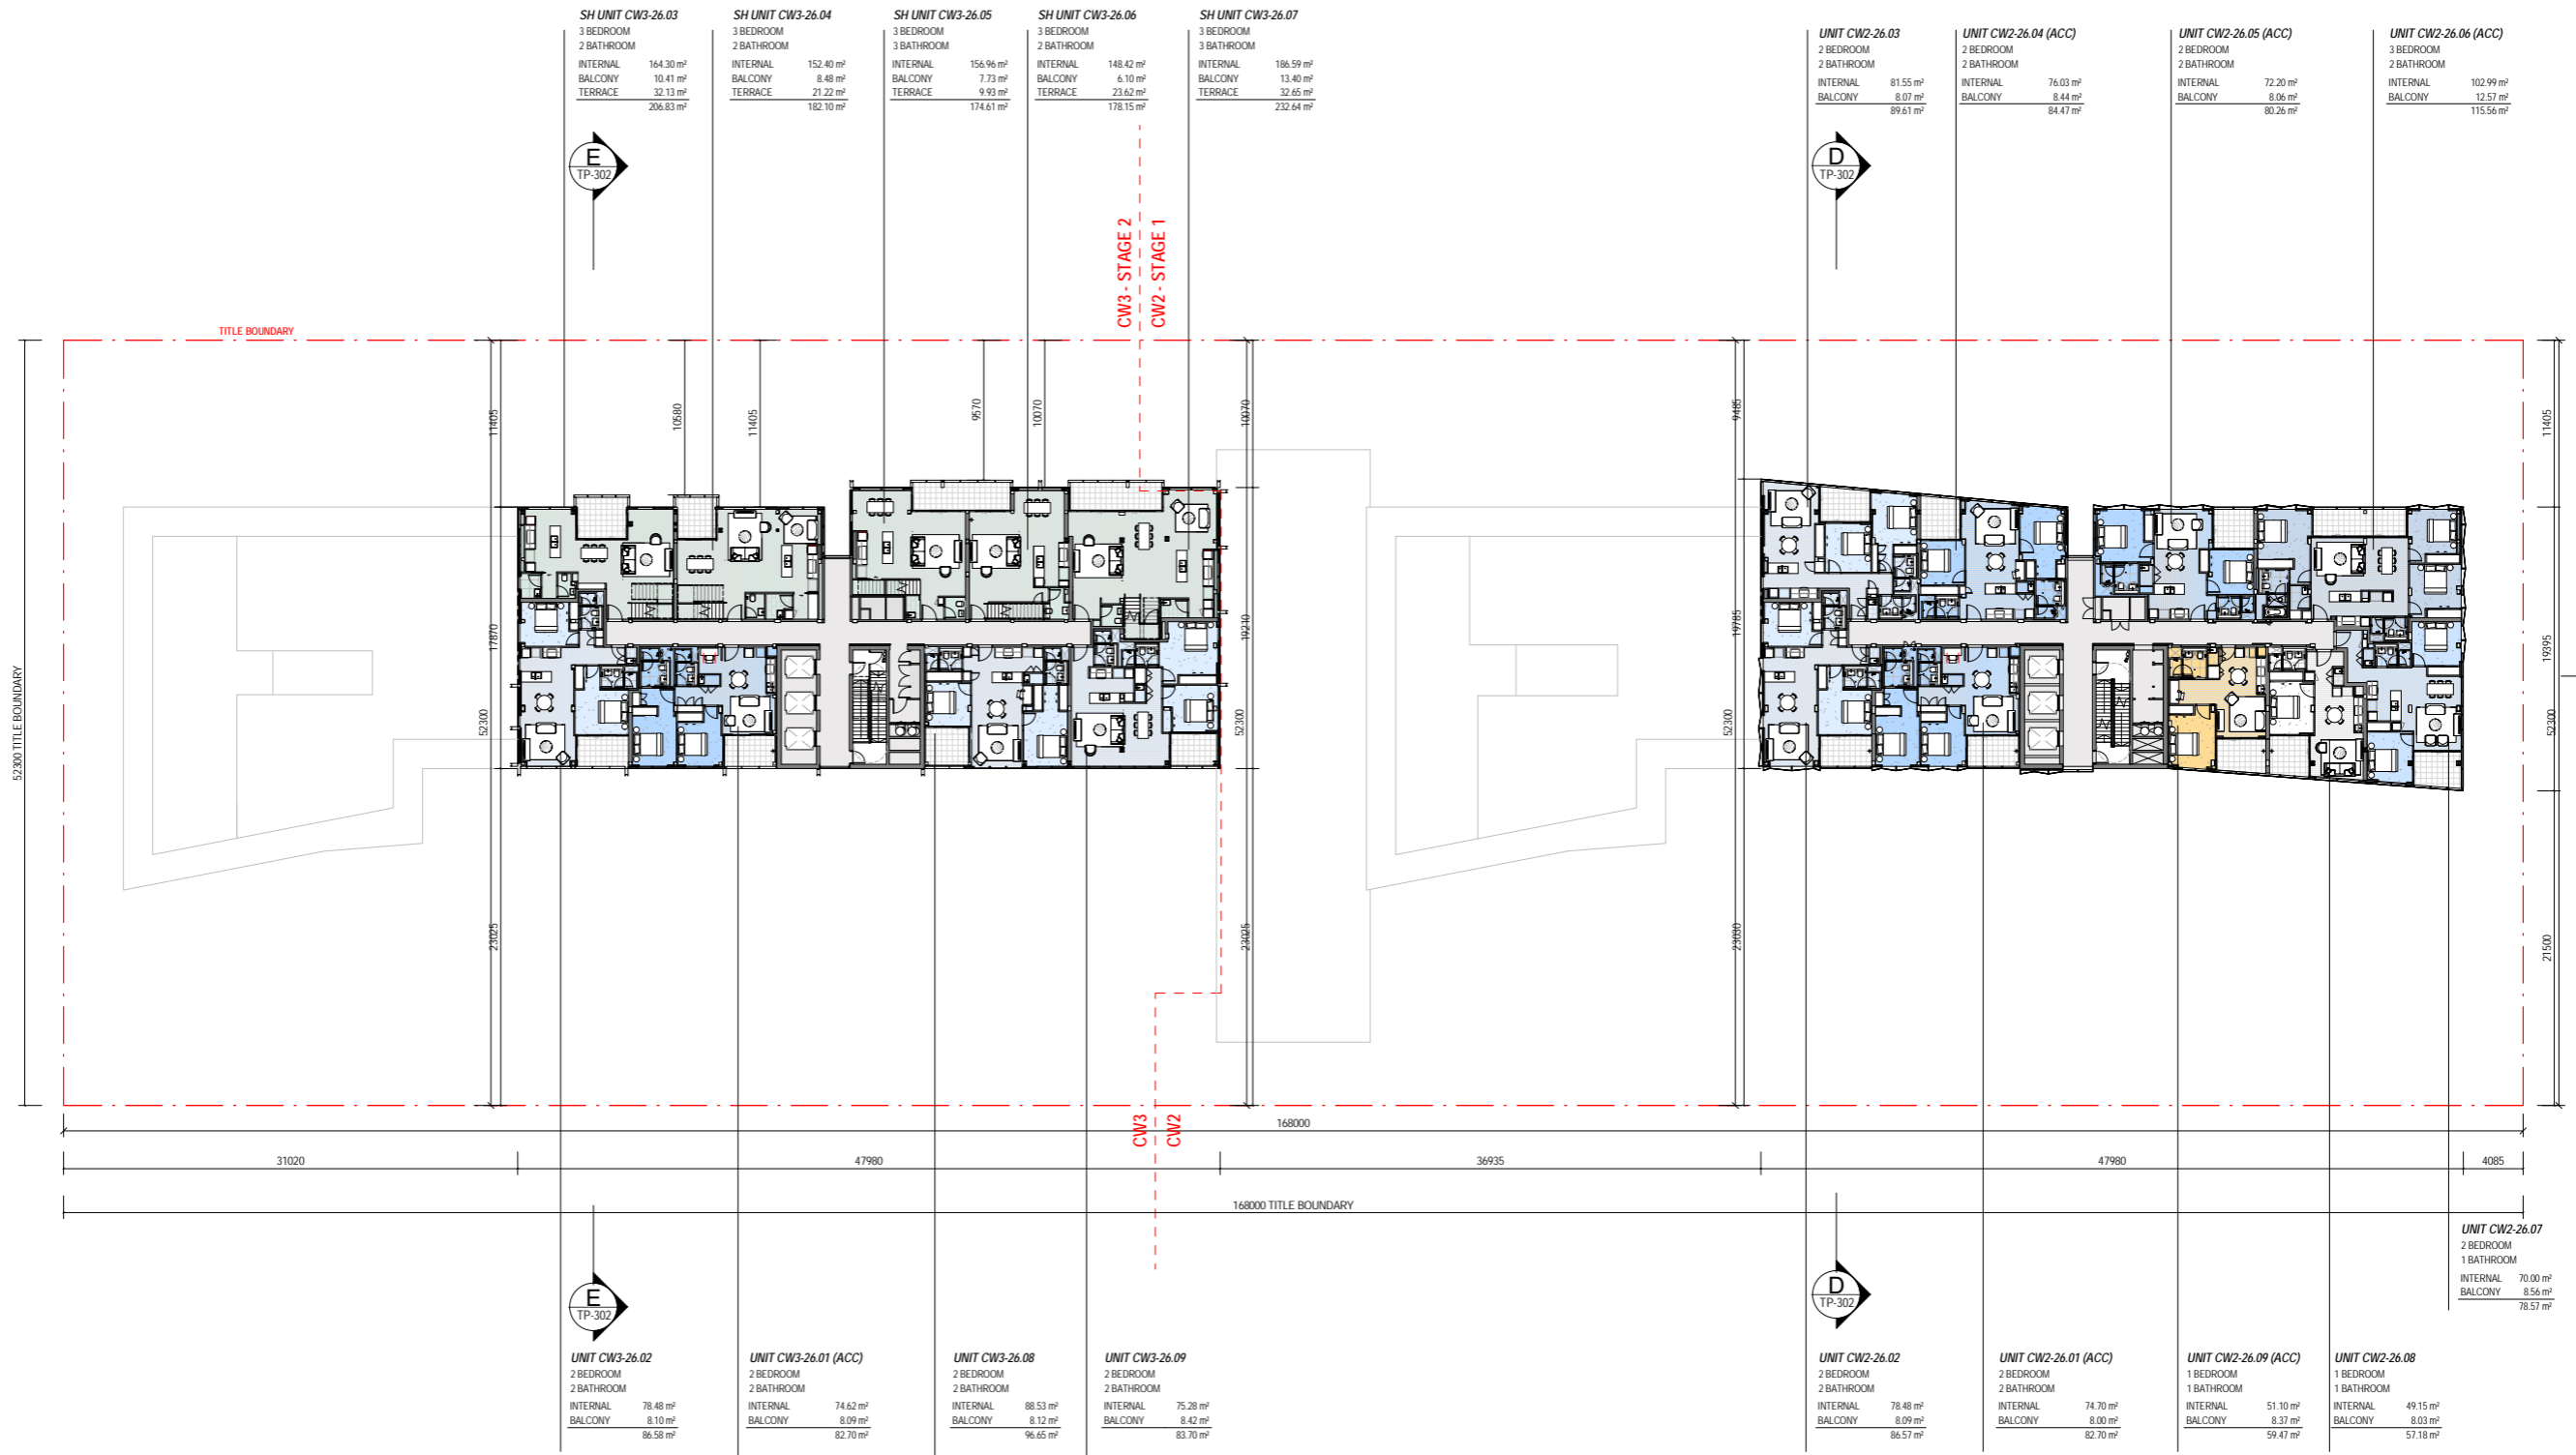 SH UNIT CW3-26.03
3 BEDROOM
2 BATHROOM
INTERNAL 164.30 m²
BALCONY 10.41 m²
TERRACE 32.13 m²
206.83 m²
SH UNIT CW3-26.04
3 BEDROOM
2 BATHROOM
INTERNAL 152.40 m²
BALCONY 8.48 m²
TERRACE 21.22 m²
182.10 m²
SH UNIT CW3-26.05
3 BEDROOM
3 BATHROOM
INTERNAL 156.96 m²
BALCONY 7.73 m²
TERRACE 9.93 m²
174.61 m²
SH UNIT CW3-26.06
3 BEDROOM
2 BATHROOM
INTERNAL 148.42 m²
BALCONY 6.10 m²
TERRACE 23.62 m²
178.15 m²
SH UNIT CW3-26.07
3 BEDROOM
3 BATHROOM
INTERNAL 186.59 m²
BALCONY 13.40 m²
TERRACE 32.65 m²
232.64 m²
UNIT CW2-26.03
2 BEDROOM
2 BATHROOM
INTERNAL 81.55 m²
BALCONY 8.07 m²
89.61 m²
UNIT CW2-26.04 (ACC)
2 BEDROOM
2 BATHROOM
INTERNAL 76.03 m²
BALCONY 8.44 m²
84.47 m²
UNIT CW2-26.05 (ACC)
2 BEDROOM
2 BATHROOM
INTERNAL 72.20 m²
BALCONY 8.06 m²
80.26 m²
UNIT CW2-26.06 (ACC)
3 BEDROOM
2 BATHROOM
INTERNAL 102.99 m²
BALCONY 12.57 m²
115.56 m²
E
TP-302
D
TP-302
CW3 - STAGE 2
CW2 - STAGE 1
TITLE BOUNDARY
11405
10580
11405
9570
10070
10070
9485
11405
17870
19210
19785
19395
52300 TITLE BOUNDARY
52300
52300
52300
52300
23025
23025
23030
21500
CW3
CW2
168000
31020
47980
36935
47980
4085
168000 TITLE BOUNDARY
UNIT CW2-26.07
2 BEDROOM
1 BATHROOM
INTERNAL 70.00 m²
BALCONY 8.56 m²
78.57 m²
E
TP-302
D
TP-302
UNIT CW3-26.02
2 BEDROOM
2 BATHROOM
INTERNAL 78.48 m²
BALCONY 8.10 m²
86.58 m²
UNIT CW3-26.01 (ACC)
2 BEDROOM
2 BATHROOM
INTERNAL 74.62 m²
BALCONY 8.09 m²
82.70 m²
UNIT CW3-26.08
2 BEDROOM
2 BATHROOM
INTERNAL 88.53 m²
BALCONY 8.12 m²
96.65 m²
UNIT CW3-26.09
2 BEDROOM
2 BATHROOM
INTERNAL 75.28 m²
BALCONY 8.42 m²
83.70 m²
UNIT CW2-26.02
2 BEDROOM
2 BATHROOM
INTERNAL 78.48 m²
BALCONY 8.09 m²
86.57 m²
UNIT CW2-26.01 (ACC)
2 BEDROOM
2 BATHROOM
INTERNAL 74.70 m²
BALCONY 8.00 m²
82.70 m²
UNIT CW2-26.09 (ACC)
1 BEDROOM
1 BATHROOM
INTERNAL 51.10 m²
BALCONY 8.37 m²
59.47 m²
UNIT CW2-26.08
1 BEDROOM
1 BATHROOM
INTERNAL 49.15 m²
BALCONY 8.03 m²
57.18 m²